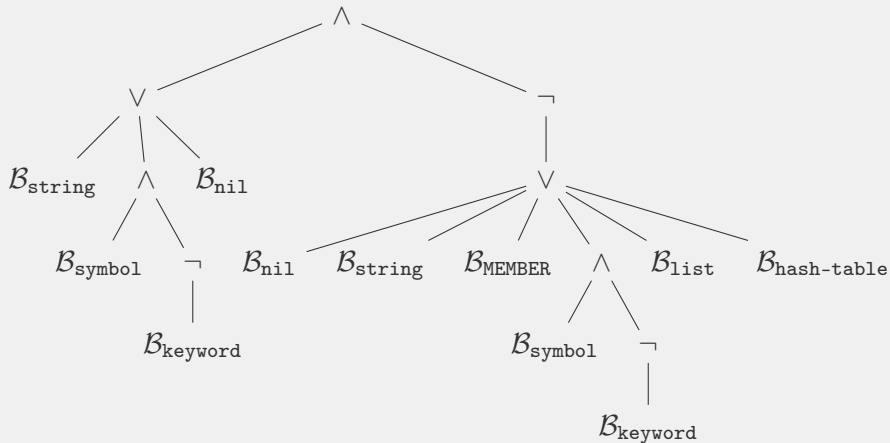 ∧
∨ ¬
ℬstring ∧ ℬnil ∨
ℬsymbol ¬ ℬnil ℬstring ℬMEMBER ∧ ℬlist ℬhash-table
ℬkeyword ℬsymbol ¬
ℬkeyword